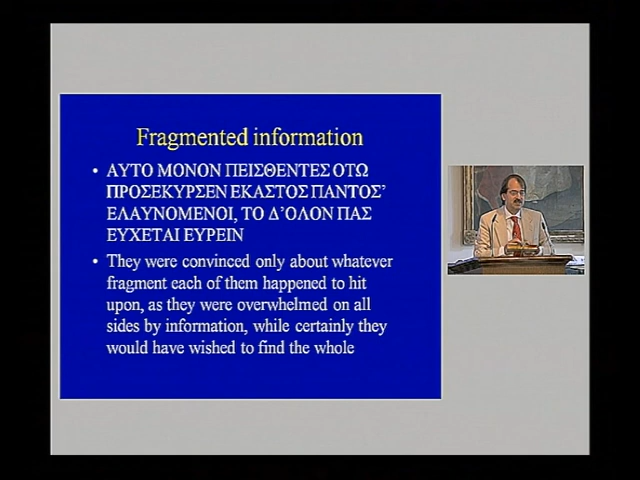 Fragmented information
• ΑΥΤΟ ΜΟΝΟΝ ΠΕΙΣΘΕΝΤΕΣ ΟΤΩ
ΠΡΟΣΕΚΥΡΣΕΝ ΕΚΑΣΤΟΣ ΠΑΝΤΟΣ’
ΕΛΑΥΝΟΜΕΝΟΙ, ΤΟ Δ’ΟΛΟΝ ΠΑΣ
ΕΥΧΕΤΑΙ ΕΥΡΕΙΝ
• They were convinced only about whatever
fragment each of them happened to hit
upon, as they were overwhelmed on all
sides by information, while certainly they
would have wished to find the whole